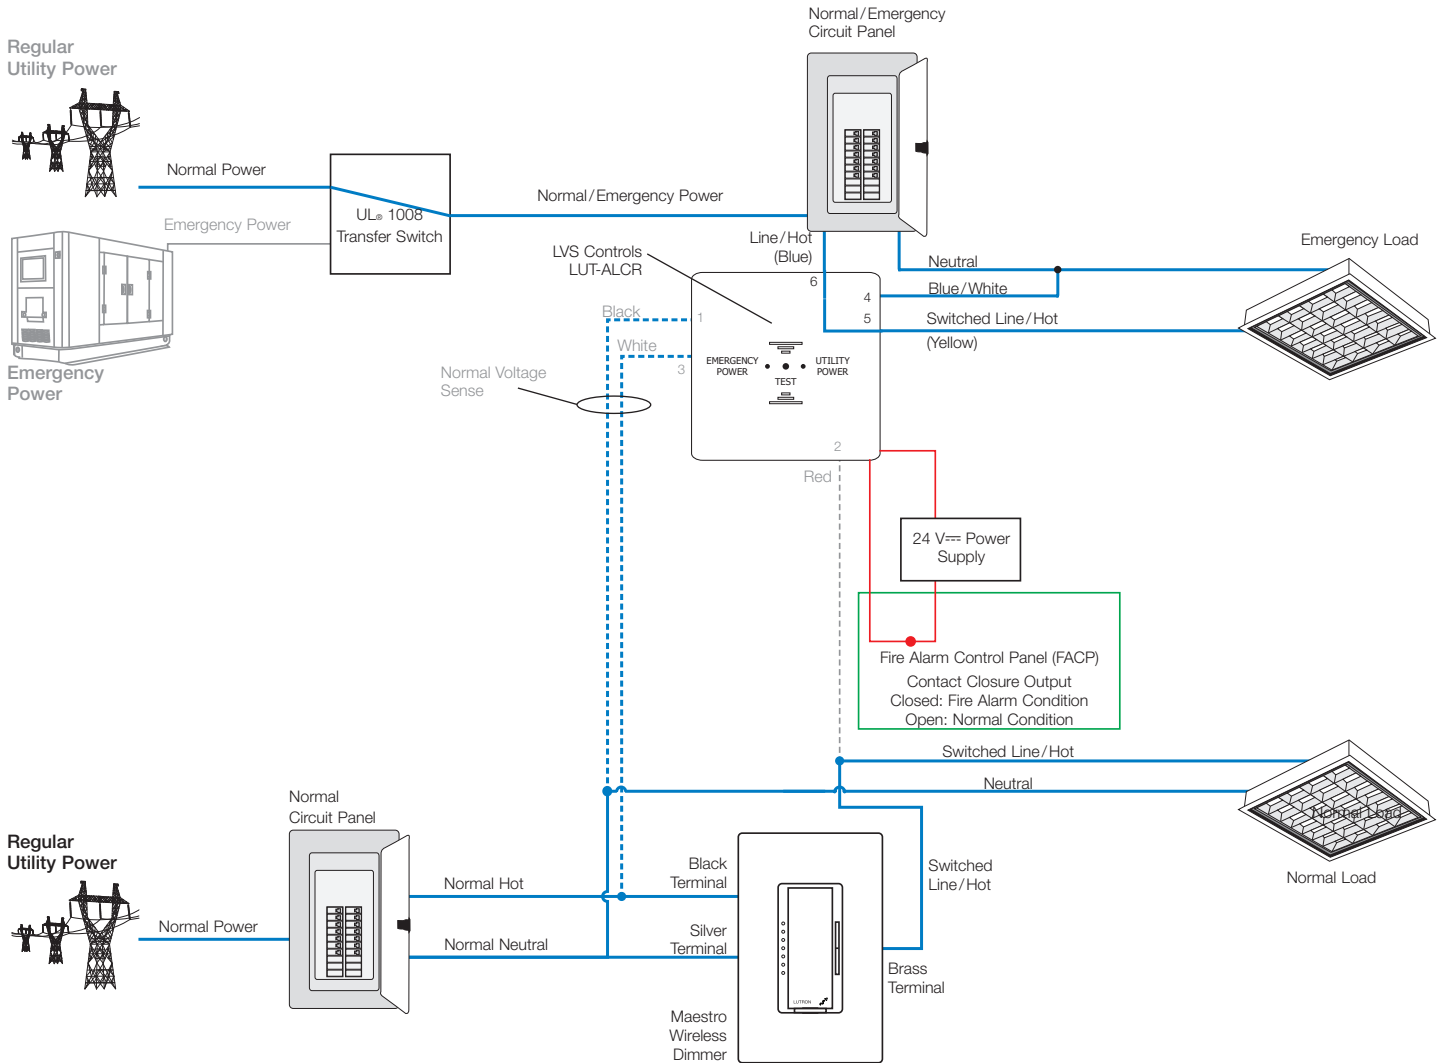 Normal/Emergency
Circuit Panel
Regular
Utility Power
Normal Power
UL® 1008
Transfer Switch
Emergency Power
Normal/Emergency Power
Emergency
Power
Line/Hot
(Blue)
LVS Controls
LUT-ALCR
Neutral
Blue/White
Switched Line/Hot
(Yellow)
Emergency Load
6
4
5
1
3
2
Black
White
Normal Voltage
Sense
EMERGENCY
POWER
UTILITY
POWER
TEST
Red
24 V⎓ Power
Supply
Fire Alarm Control Panel (FACP)
Contact Closure Output
Closed: Fire Alarm Condition
Open: Normal Condition
Switched Line/Hot
Neutral
Normal Load
Normal Load
Normal
Circuit Panel
Regular
Utility Power
Normal Power
Normal Hot
Normal Neutral
Black
Terminal
Silver
Terminal
Switched
Line/Hot
Brass
Terminal
LUTRON
Maestro
Wireless
Dimmer